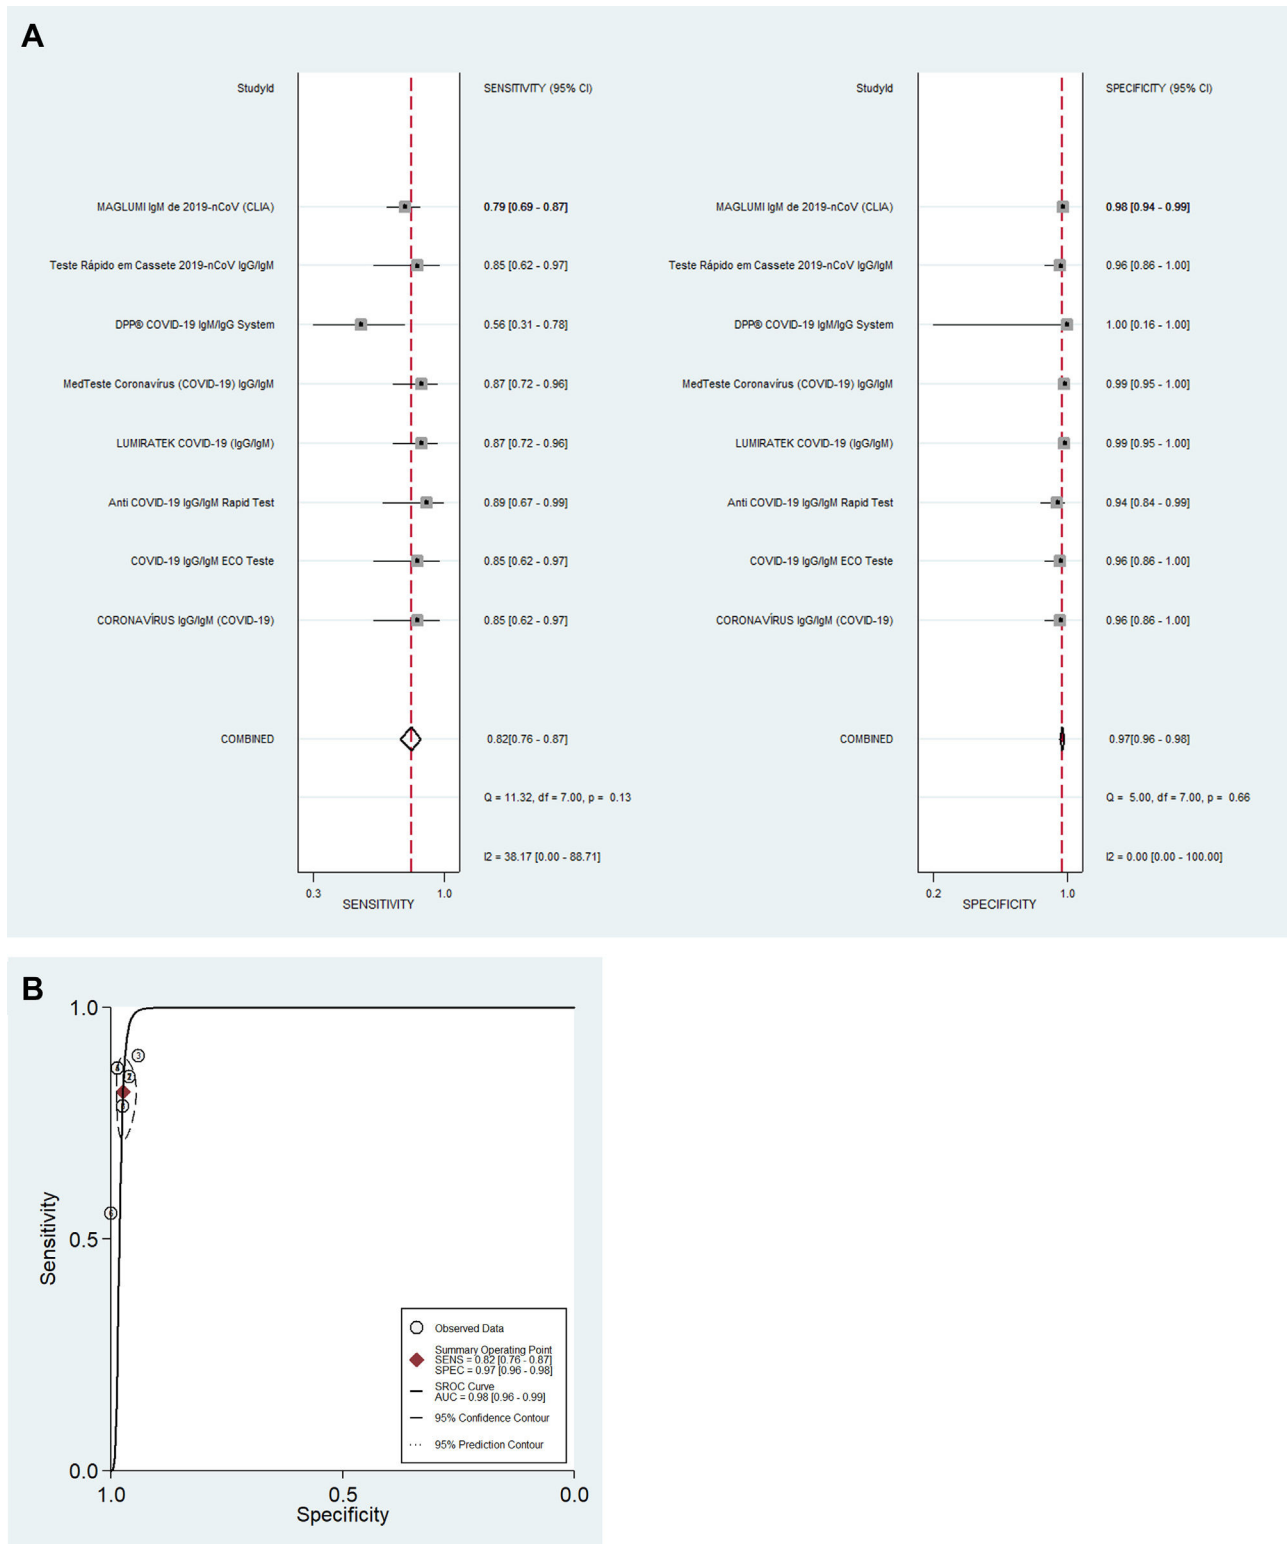 A
StudyId SENSITIVITY (95% CI) StudyId SPECIFICITY (95% CI)
MAGLUMI IgM de 2019-nCoV (CLIA) 0.79 [0.69 - 0.87] MAGLUMI IgM de 2019-nCoV (CLIA) 0.98 [0.94 - 0.99]
Teste Rápido em Cassete 2019-nCoV IgG/IgM 0.85 [0.62 - 0.97] Teste Rápido em Cassete 2019-nCoV IgG/IgM 0.96 [0.86 - 1.00]
DPP® COVID-19 IgM/IgG System 0.56 [0.31 - 0.78] DPP® COVID-19 IgM/IgG System 1.00 [0.16 - 1.00]
MedTeste Coronavírus (COVID-19) IgG/IgM 0.87 [0.72 - 0.96] MedTeste Coronavírus (COVID-19) IgG/IgM 0.99 [0.95 - 1.00]
LUMIRATEK COVID-19 (IgG/IgM) 0.87 [0.72 - 0.96] LUMIRATEK COVID-19 (IgG/IgM) 0.99 [0.95 - 1.00]
Anti COVID-19 IgG/IgM Rapid Test 0.89 [0.67 - 0.99] Anti COVID-19 IgG/IgM Rapid Test 0.94 [0.84 - 0.99]
COVID-19 IgG/IgM ECO Teste 0.85 [0.62 - 0.97] COVID-19 IgG/IgM ECO Teste 0.96 [0.86 - 1.00]
CORONAVÍRUS IgG/IgM (COVID-19) 0.85 [0.62 - 0.97] CORONAVÍRUS IgG/IgM (COVID-19) 0.96 [0.86 - 1.00]
COMBINED 0.82[0.76 - 0.87] COMBINED 0.97[0.96 - 0.98]
Q = 11.32, df = 7.00, p = 0.13 Q = 5.00, df = 7.00, p = 0.66
I2 = 38.17 [0.00 - 88.71] I2 = 0.00 [0.00 - 100.00]
0.3 1.0 0.2 1.0
SENSITIVITY SPECIFICITY
B
1.0
3
2
0.5
0.0
Sensitivity
Observed Data
Summary Operating Point
SENS = 0.82 [0.76 - 0.87]
SPEC = 0.97 [0.96 - 0.98]
SROC Curve
AUC = 0.98 [0.96 - 0.99]
95% Confidence Contour
95% Prediction Contour
1.0 0.5 0.0
Specificity